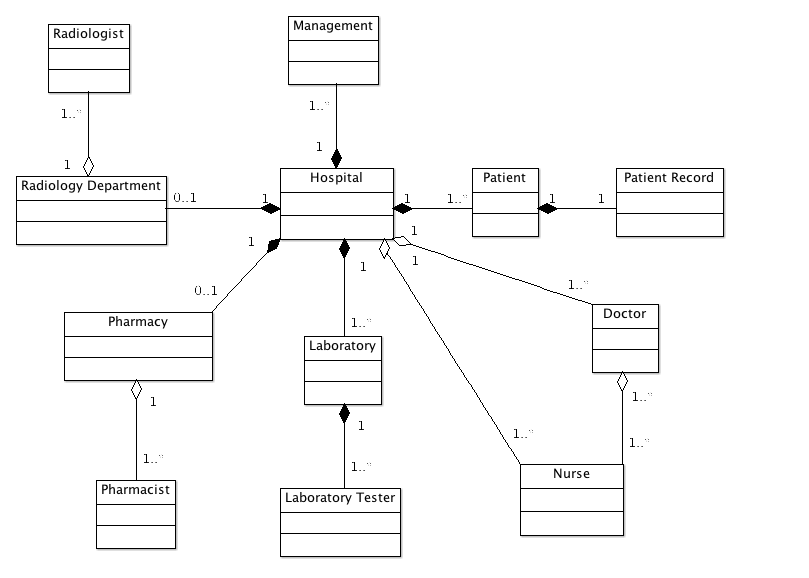 Radiologist
Management
1..*
1..*
1
1
Radiology Department
Hospital
Patient
Patient Record
0..1
1
1
1..*
1
1
1
1
1
1
0..1
1..*
1..*
Pharmacy
Laboratory
Doctor
1
1
1..*
1..*
1..*
1..*
1..*
Pharmacist
Laboratory Tester
Nurse